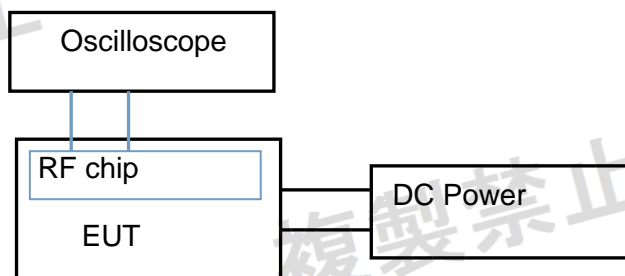 Oscilloscope
RF chip
DC Power
EUT
複製禁止